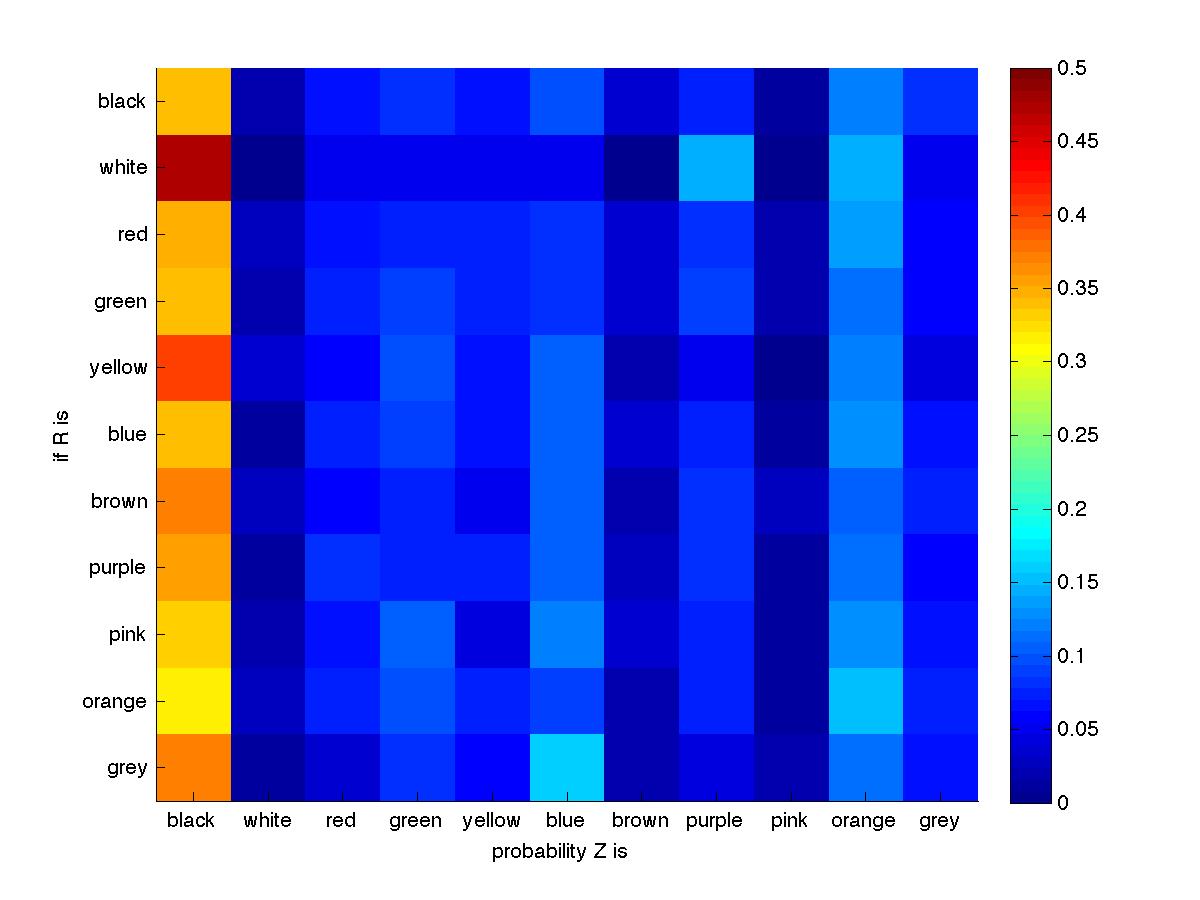 black
white
red
green
yellow
blue
brown
purple
pink
orange
grey
if R is
black white red green yellow blue brown purple pink orange grey
probability Z is
0.5
0.45
0.4
0.35
0.3
0.25
0.2
0.15
0.1
0.05
0